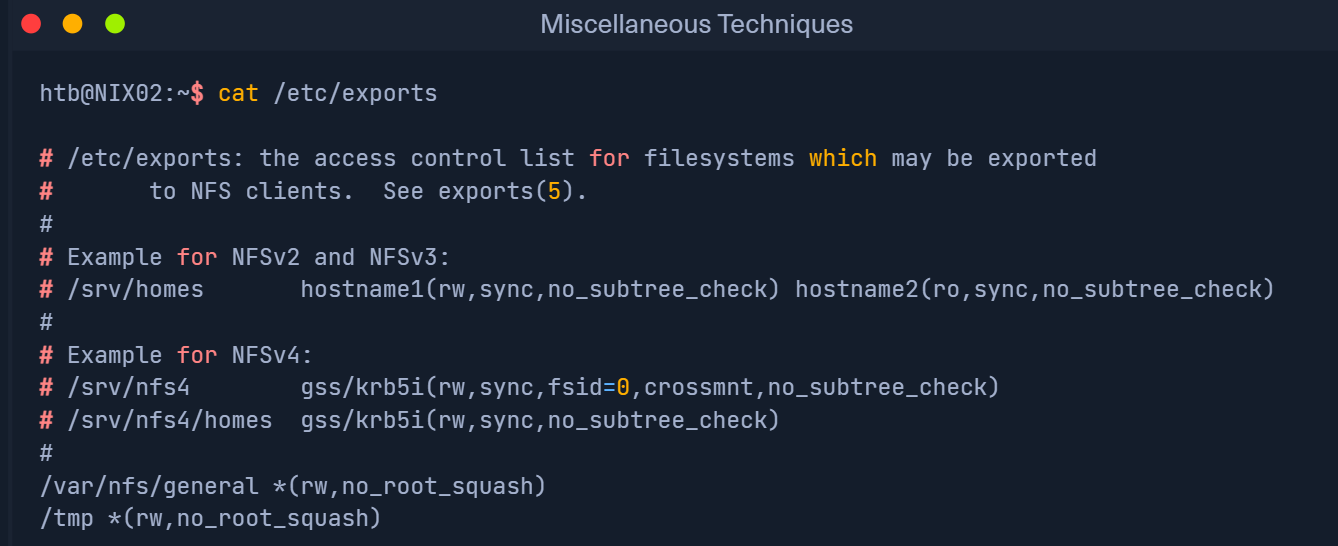 Miscellaneous Techniques
htb@NIX02:~$ cat /etc/exports
# /etc/exports: the access control list for filesystems which may be exported
#       to NFS clients.  See exports(5).
#
# Example for NFSv2 and NFSv3:
# /srv/homes       hostname1(rw,sync,no_subtree_check) hostname2(ro,sync,no_subtree_check)
#
# Example for NFSv4:
# /srv/nfs4        gss/krb5i(rw,sync,fsid=0,crossmnt,no_subtree_check)
# /srv/nfs4/homes  gss/krb5i(rw,sync,no_subtree_check)
#
/var/nfs/general *(rw,no_root_squash)
/tmp *(rw,no_root_squash)